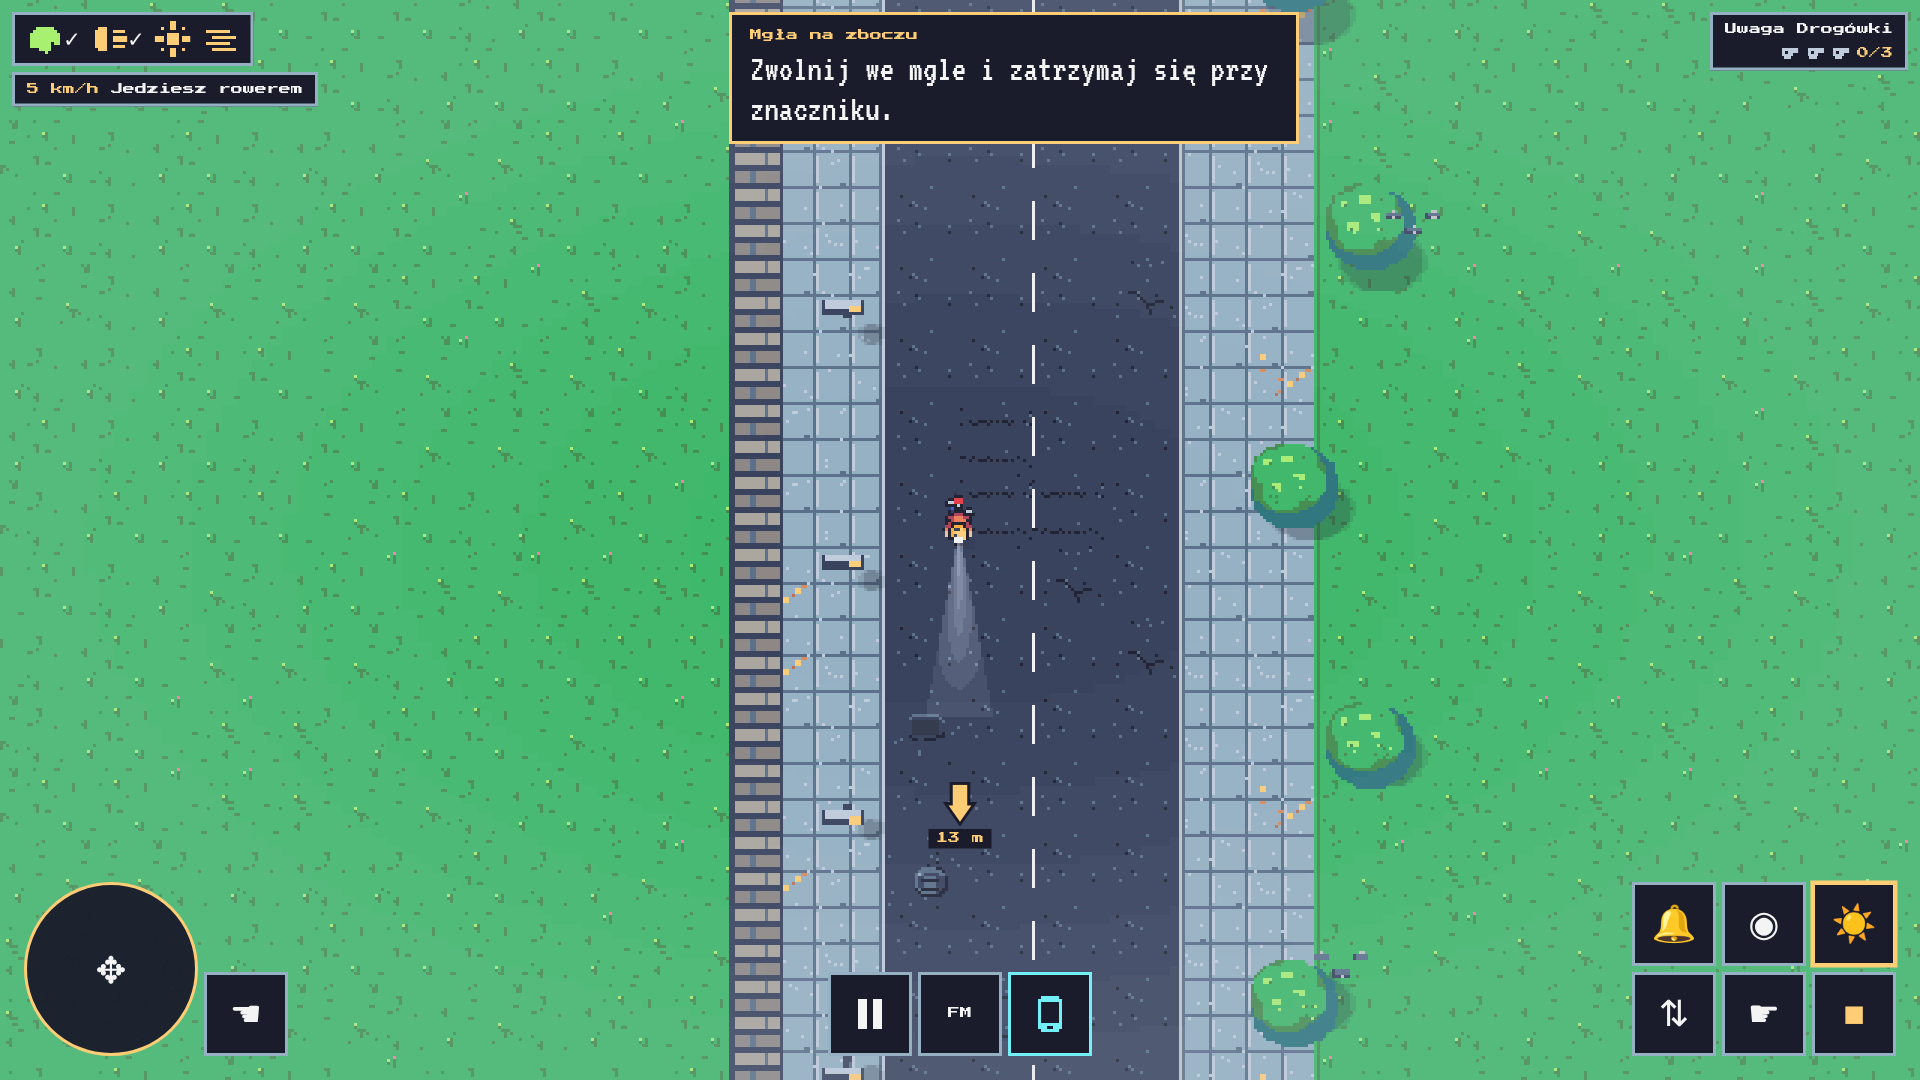 Mgła na zboczu
Zwolnij we mgle i zatrzymaj się przy
znaczniku.
Uwaga Drogówki
0/3
5 km/h Jedziesz rowerem
13 m
FM